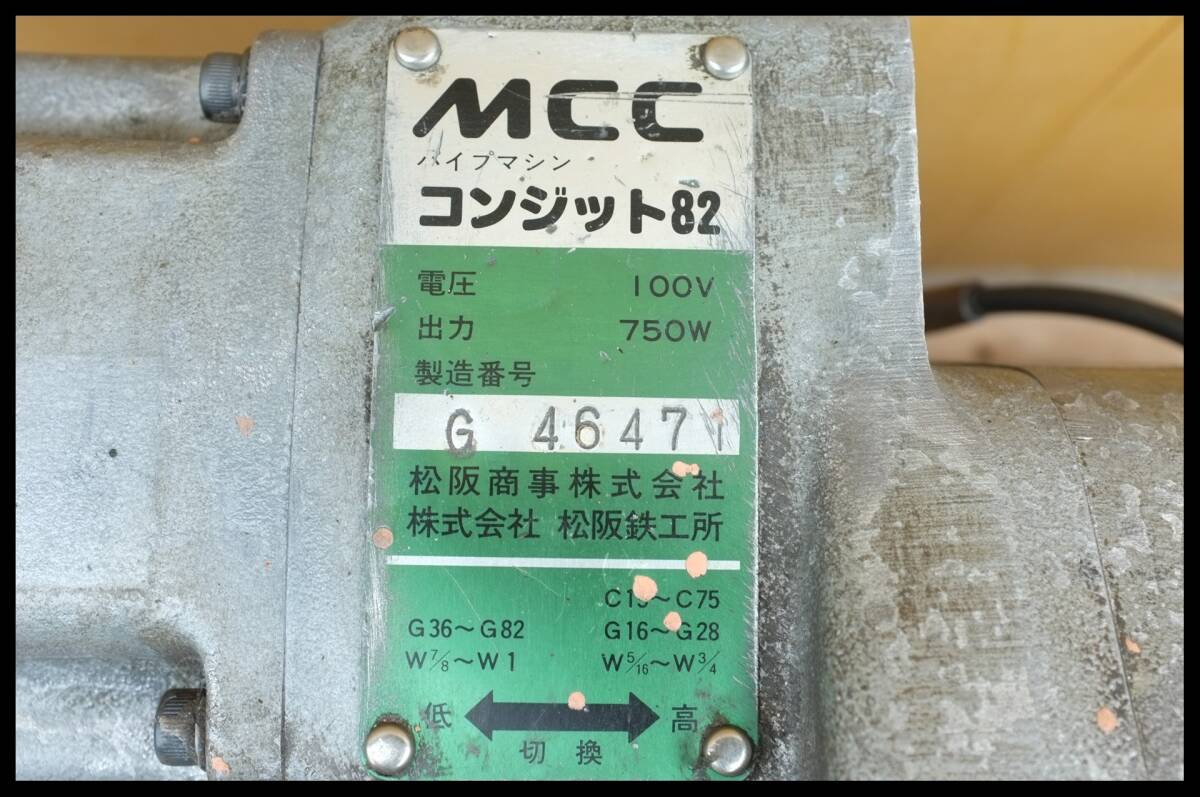 MCC
パイプマシン
コンジット82
電圧 100V
出力 750W
製造番号
G 46471
松阪商事株式会社
株式会社 松阪鉄工所
~C75
G36~G82 G16~G28
W7/8~W1 W5/16~W3/4
低 高
切換